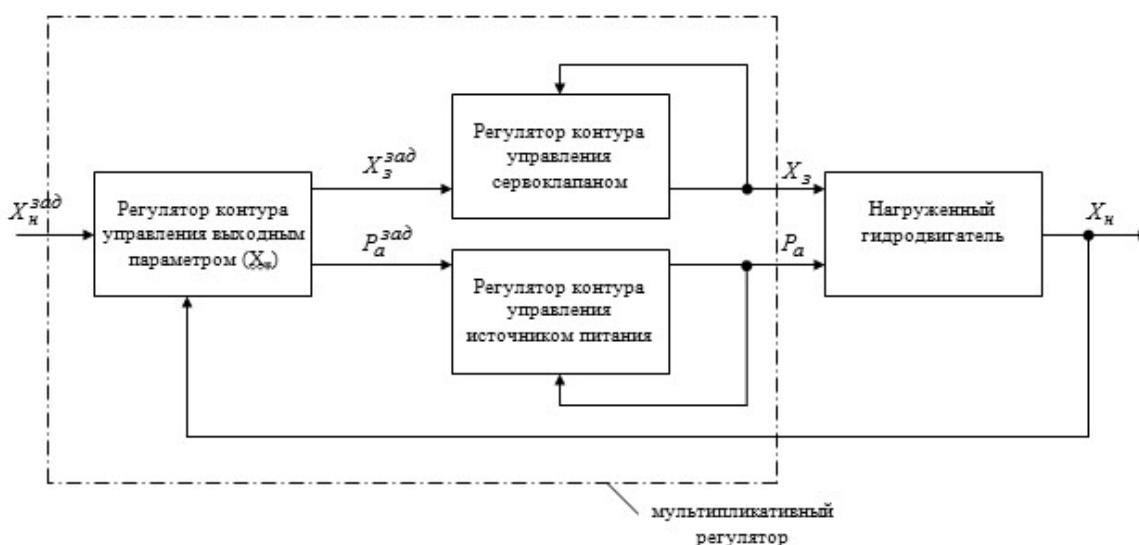 X_н^зад
Регулятор контура
управления выходным
параметром (X_н)
X_з^зад
P_а^зад
Регулятор контура
управления
сервоклапаном
Регулятор контура
управления
источником питания
X_з
P_а
Нагруженный
гидродвигатель
X_н
мультипликативный
регулятор